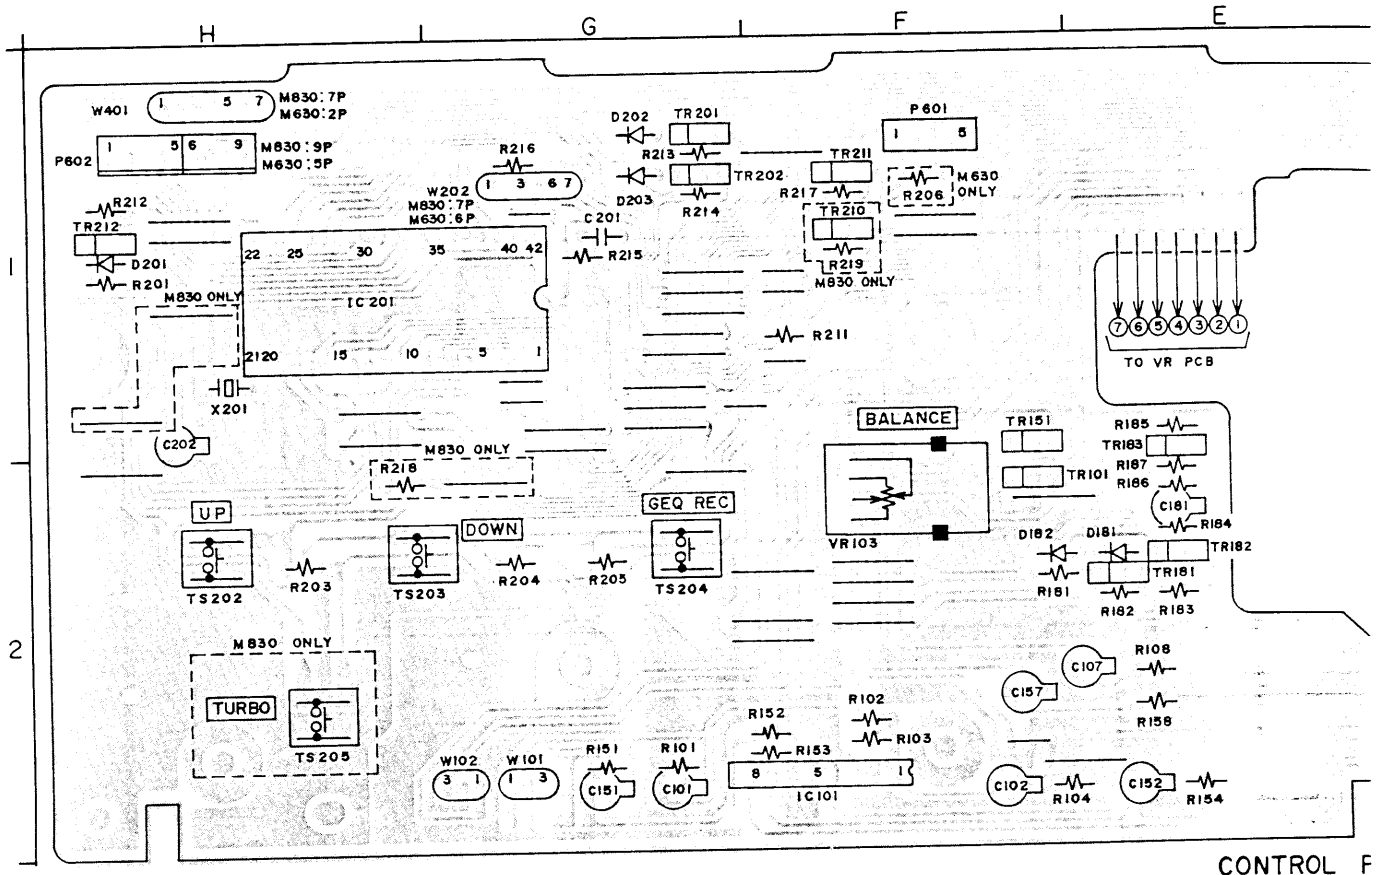 H G F E
W401 1 5 7 M830:7P
M630:2P
P602 1 5 6 9 M830:9P
M630:5P
R216
W202 1 3 6 7
M830:7P
M630:6P
D202 TR201
R213
D203 TR202
R214
C201
R215
P601
1 5
TR211
R217
R206 M630
ONLY
TR210
R219
M830 ONLY
R212
TR212
D201
R201
1
M830 ONLY
22 25 30 35 40 42
IC201
21 20 15 10 5 1
X201
C202
R211
7 6 5 4 3 2 1
TO VR PCB
BALANCE
VR103
TR151
TR101
R185
TR183
R187
R186
C181
R184
D182 D181 TR182
R181 TR181
R182 R183
M830 ONLY
R218
UP
TS202
R203
DOWN
TS203
R204
R205
GEQ REC
TS204
2
M830 ONLY
TURBO
TS205
W102
3 1
W101
1 3
R151
C151
R101
C101
R152
R153
R102
R103
8 5 1
IC101
C107
C157
R108
R158
C102
R104
C152
R154
CONTROL